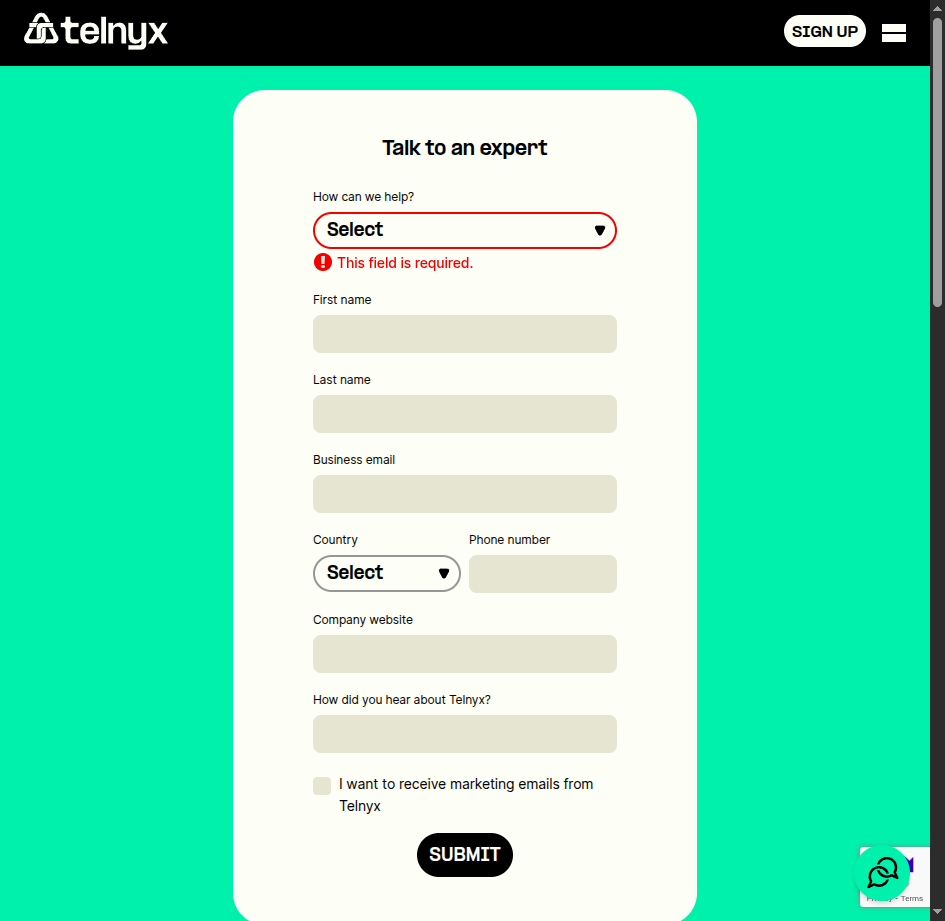 telnyx
SIGN UP
Talk to an expert
How can we help?
Select
This field is required.
First name
Last name
Business email
Country
Phone number
Select
Company website
How did you hear about Telnyx?
I want to receive marketing emails from
Telnyx
SUBMIT
- Terms